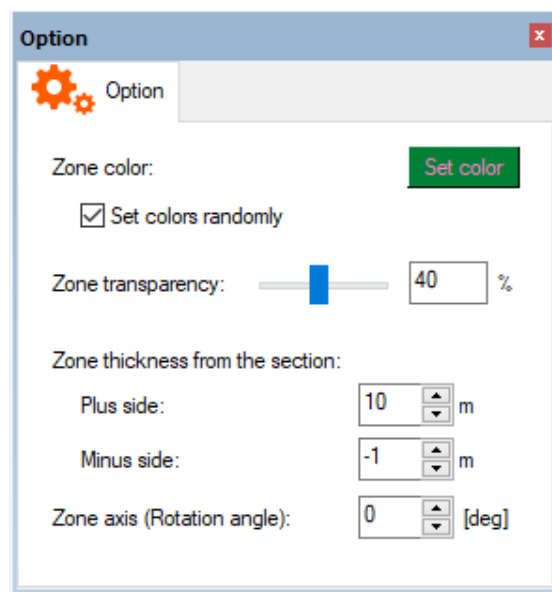 Option
Option
Zone color: Set color
Set colors randomly
Zone transparency: 40 %
Zone thickness from the section:
Plus side: 10 m
Minus side: -1 m
Zone axis (Rotation angle): 0 [deg]